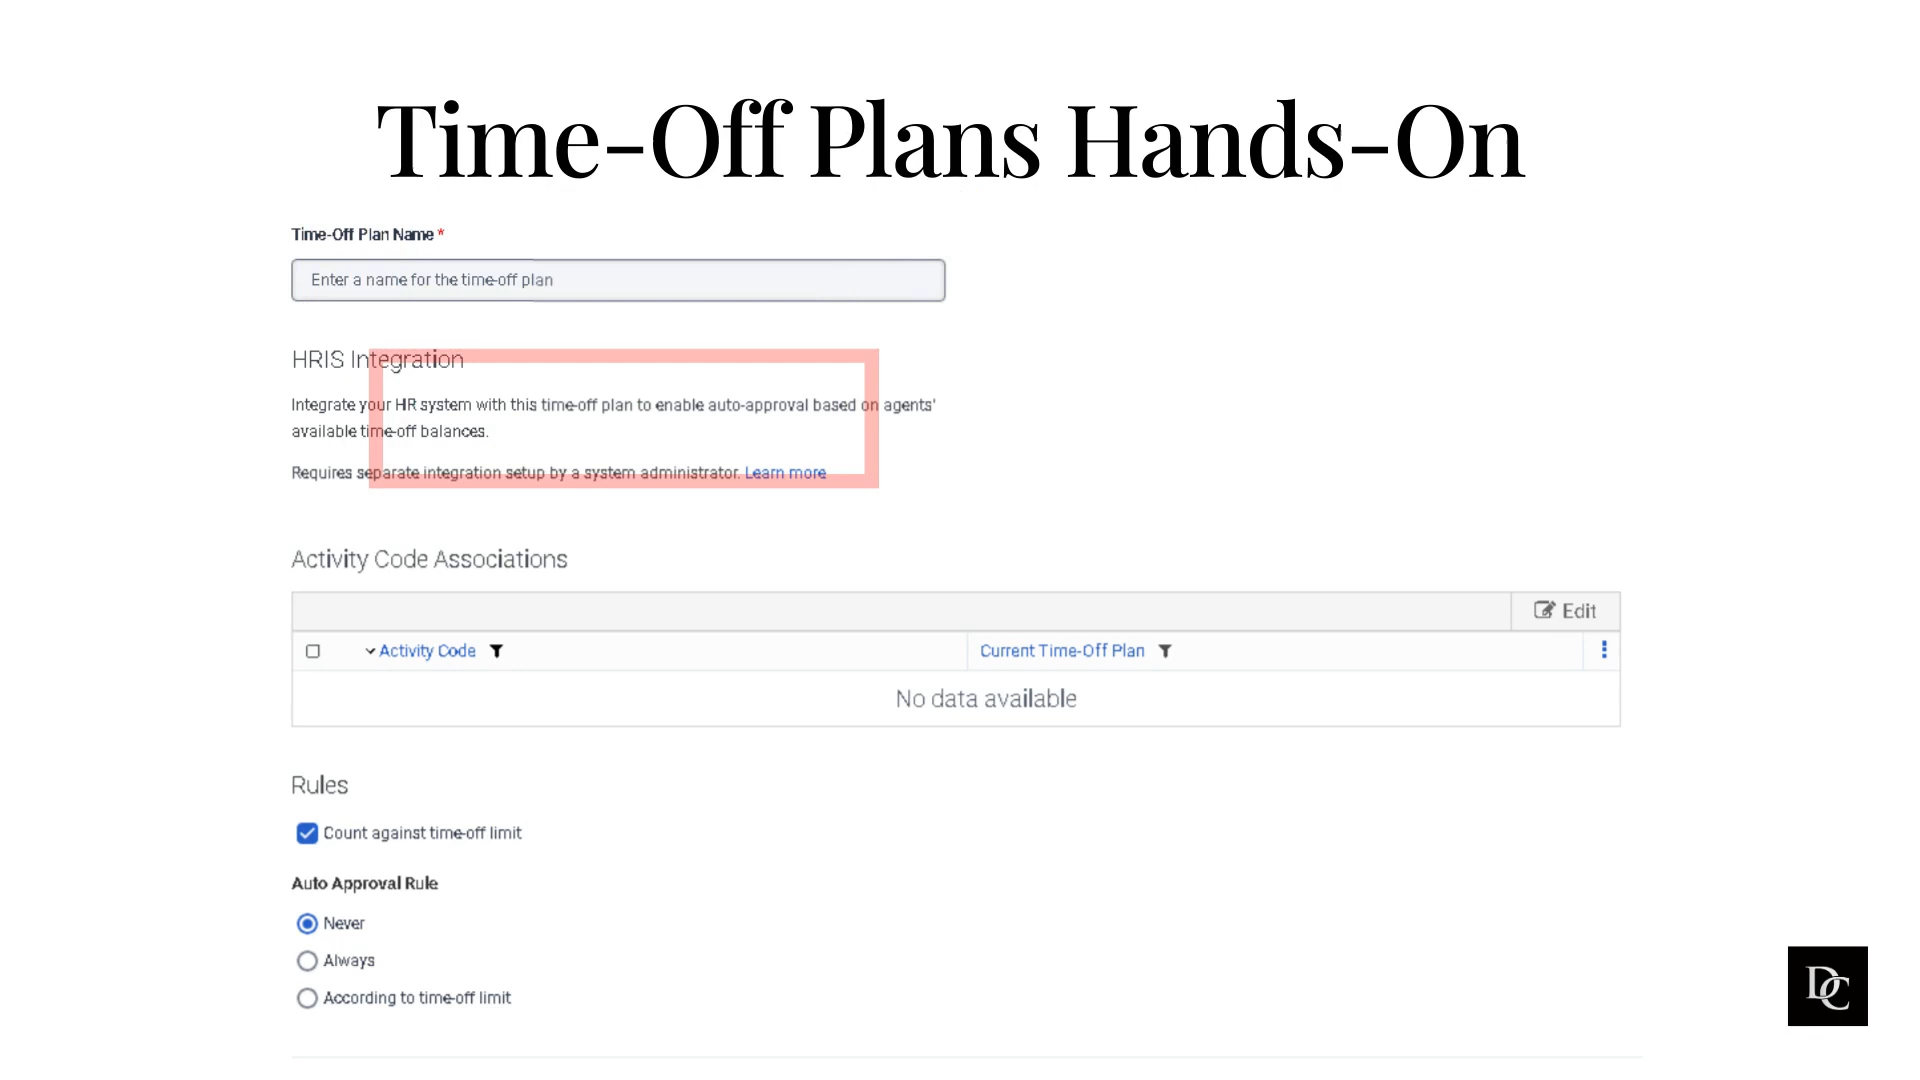 Time-Off Plans Hands-On
Time-Off Plan Name *
Enter a name for the time-off plan
HRIS Integration
Integrate your HR system with this time-off plan to enable auto-approval based on agents'
available time-off balances.
Requires separate integration setup by a system administrator. Learn more
Activity Code Associations
Edit
Activity Code Current Time-Off Plan
No data available
Rules
Count against time-off limit
Auto Approval Rule
Never
Always
According to time-off limit
DC